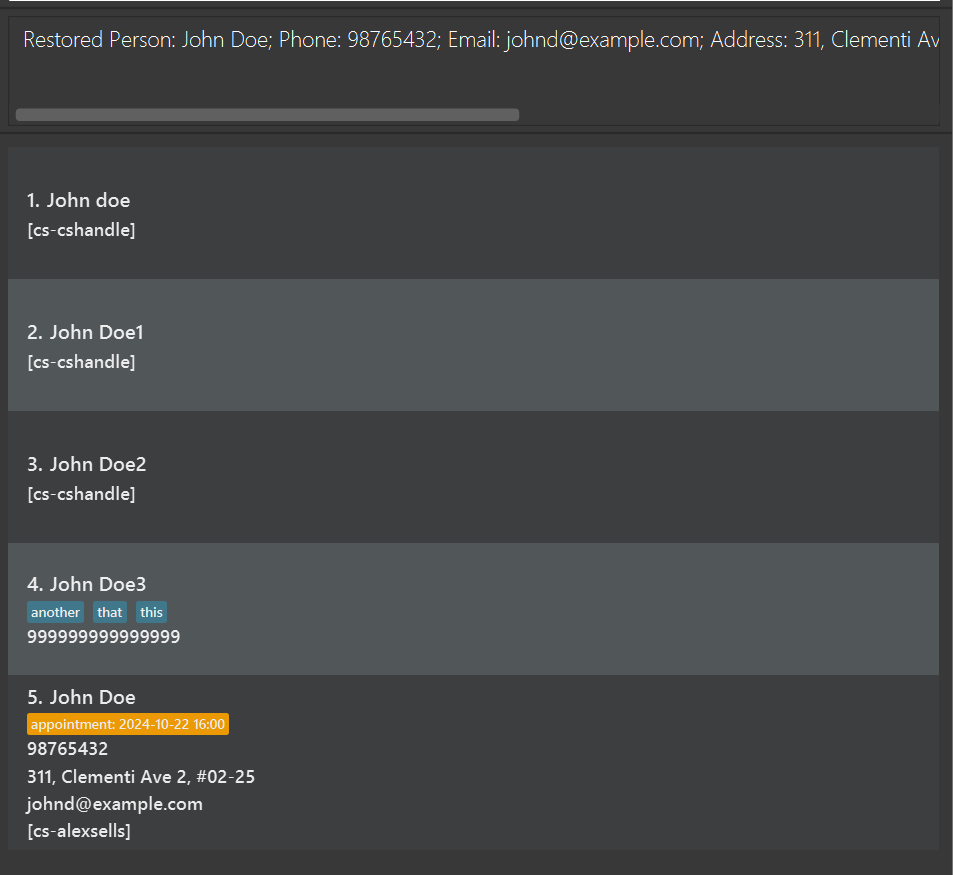 Restored Person: John Doe; Phone: 98765432; Email: johnd@example.com; Address: 311, Clementi Av
1. John doe
[cs-cshandle]
2. John Doe1
[cs-cshandle]
3. John Doe2
[cs-cshandle]
4. John Doe3
another that this
999999999999999
5. John Doe
appointment: 2024-10-22 16:00
98765432
311, Clementi Ave 2, #02-25
johnd@example.com
[cs-alexsells]